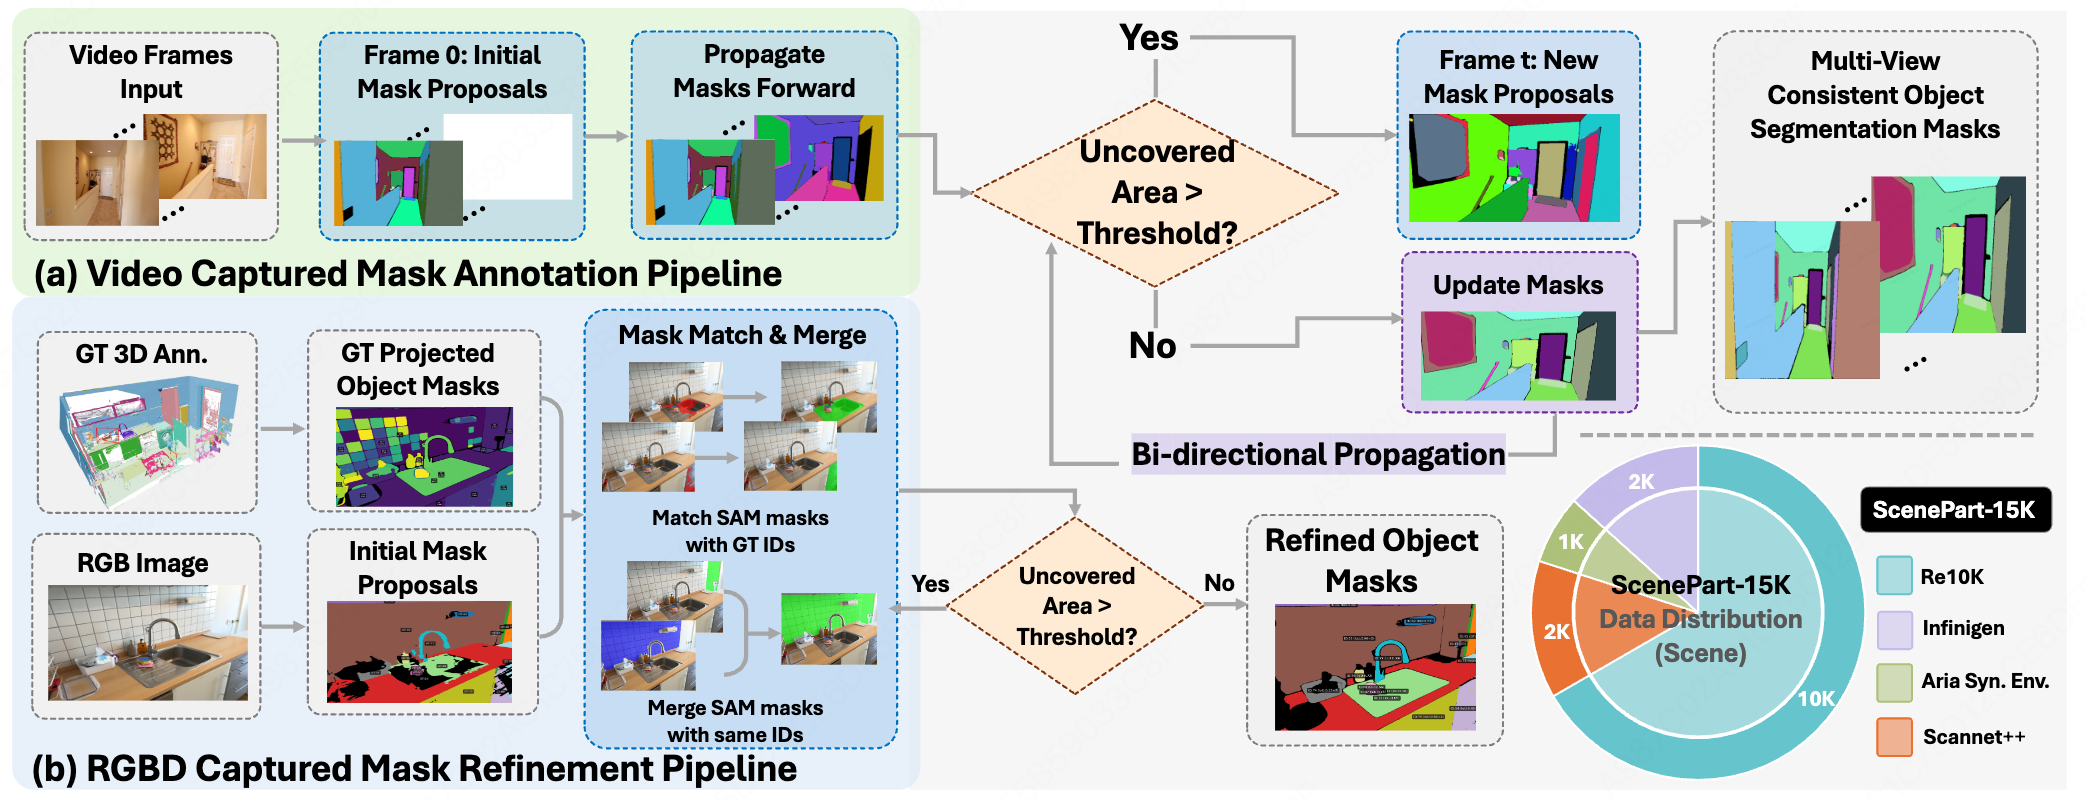 Video Frames
Input
Frame 0: Initial
Mask Proposals
Propagate
Masks Forward
(a) Video Captured Mask Annotation Pipeline
Yes
Uncovered
Area >
Threshold?
No
Frame t: New
Mask Proposals
Update Masks
Bi-directional Propagation
Multi-View
Consistent Object
Segmentation Masks
GT 3D Ann.
GT Projected
Object Masks
RGB Image
Initial Mask
Proposals
Mask Match & Merge
Match SAM masks
with GT IDs
Merge SAM masks
with same IDs
(b) RGBD Captured Mask Refinement Pipeline
Yes
Uncovered
Area >
Threshold?
No
Refined Object
Masks
2K
1K
2K
10K
ScenePart-15K
Data Distribution
(Scene)
ScenePart-15K
Re10K
Infinigen
Aria Syn. Env.
Scannet++